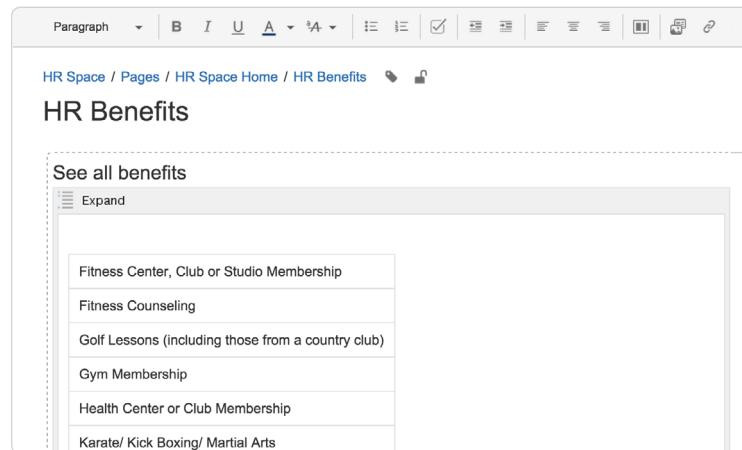 Paragraph B I U A ᵃA
HR Space / Pages / HR Space Home / HR Benefits
HR Benefits
See all benefits
Expand
Fitness Center, Club or Studio Membership
Fitness Counseling
Golf Lessons (including those from a country club)
Gym Membership
Health Center or Club Membership
Karate/ Kick Boxing/ Martial Arts